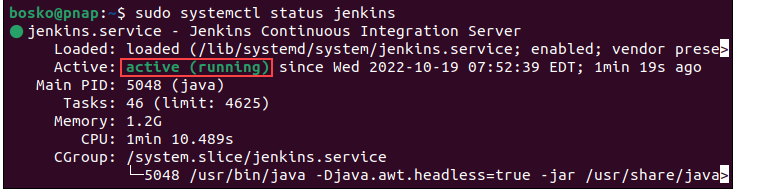 bosko@pnap:~$ sudo systemctl status jenkins
● jenkins.service - Jenkins Continuous Integration Server
Loaded: loaded (/lib/systemd/system/jenkins.service; enabled; vendor prese>
Active: active (running) since Wed 2022-10-19 07:52:39 EDT; 1min 19s ago
Main PID: 5048 (java)
Tasks: 46 (limit: 4625)
Memory: 1.2G
CPU: 1min 10.489s
CGroup: /system.slice/jenkins.service
└─5048 /usr/bin/java -Djava.awt.headless=true -jar /usr/share/java>